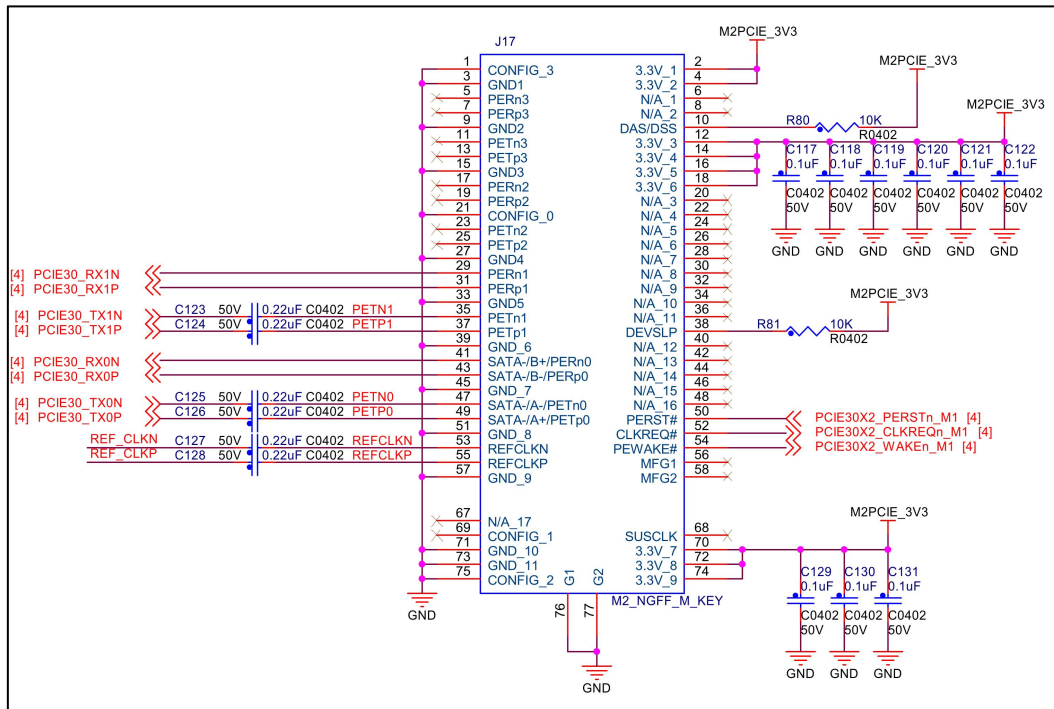 J17
M2PCIE_3V3
M2PCIE_3V3
M2PCIE_3V3
1 CONFIG_3 3.3V_1 2
3 GND1 3.3V_2 4
5 PERn3 N/A_1 6
7 PERp3 N/A_2 8
9 GND2 DAS/DSS 10 R80 10K R0402
11 PETn3 3.3V_3 12
13 PETp3 3.3V_4 14
15 GND3 3.3V_5 16
17 PERn2 3.3V_6 18
19 PERp2 N/A_3 20
21 CONFIG_0 N/A_4 22
23 PETn2 N/A_5 24
25 PETp2 N/A_6 26
27 GND4 N/A_7 28
C117 C118 C119 C120 C121 C122
0.1uF 0.1uF 0.1uF 0.1uF 0.1uF 0.1uF
C0402 C0402 C0402 C0402 C0402 C0402
50V 50V 50V 50V 50V 50V
GND GND GND GND GND GND
[4] PCIE30_RX1N 29 PERn1 N/A_8 30
[4] PCIE30_RX1P 31 PERp1 N/A_9 32
33 GND5 N/A_10 34
M2PCIE_3V3
[4] PCIE30_TX1N C123 50V 0.22uF C0402 PETN1 35 PETn1 N/A_11 36
[4] PCIE30_TX1P C124 50V 0.22uF C0402 PETP1 37 PETp1 DEVSLP 38 R81 10K R0402
39 GND_6 N/A_12 40
[4] PCIE30_RX0N 41 SATA-/B+/PERn0 N/A_13 42
[4] PCIE30_RX0P 43 SATA-/B-/PERp0 N/A_14 44
45 GND_7 N/A_15 46
[4] PCIE30_TX0N C125 50V 0.22uF C0402 PETN0 47 SATA-/A-/PETn0 N/A_16 48
[4] PCIE30_TX0P C126 50V 0.22uF C0402 PETP0 49 SATA-/A+/PETp0 PERST# 50 PCIE30X2_PERSTn_M1 [4]
51 GND_8 CLKREQ# 52 PCIE30X2_CLKREQn_M1 [4]
REF_CLKN C127 50V 0.22uF C0402 REFCLKN 53 REFCLKN PEWAKE# 54 PCIE30X2_WAKEn_M1 [4]
REF_CLKP C128 50V 0.22uF C0402 REFCLKP 55 REFCLKP MFG1 56
57 GND_9 MFG2 58
M2PCIE_3V3
67 N/A_17 SUSCLK 68
69 CONFIG_1 3.3V_7 70
71 GND_10 3.3V_8 72
73 GND_11 3.3V_9 74
75 CONFIG_2
G1 G2
76 77
M2_NGFF_M_KEY
GND
GND
C129 C130 C131
0.1uF 0.1uF 0.1uF
C0402 C0402 C0402
50V 50V 50V
GND GND GND